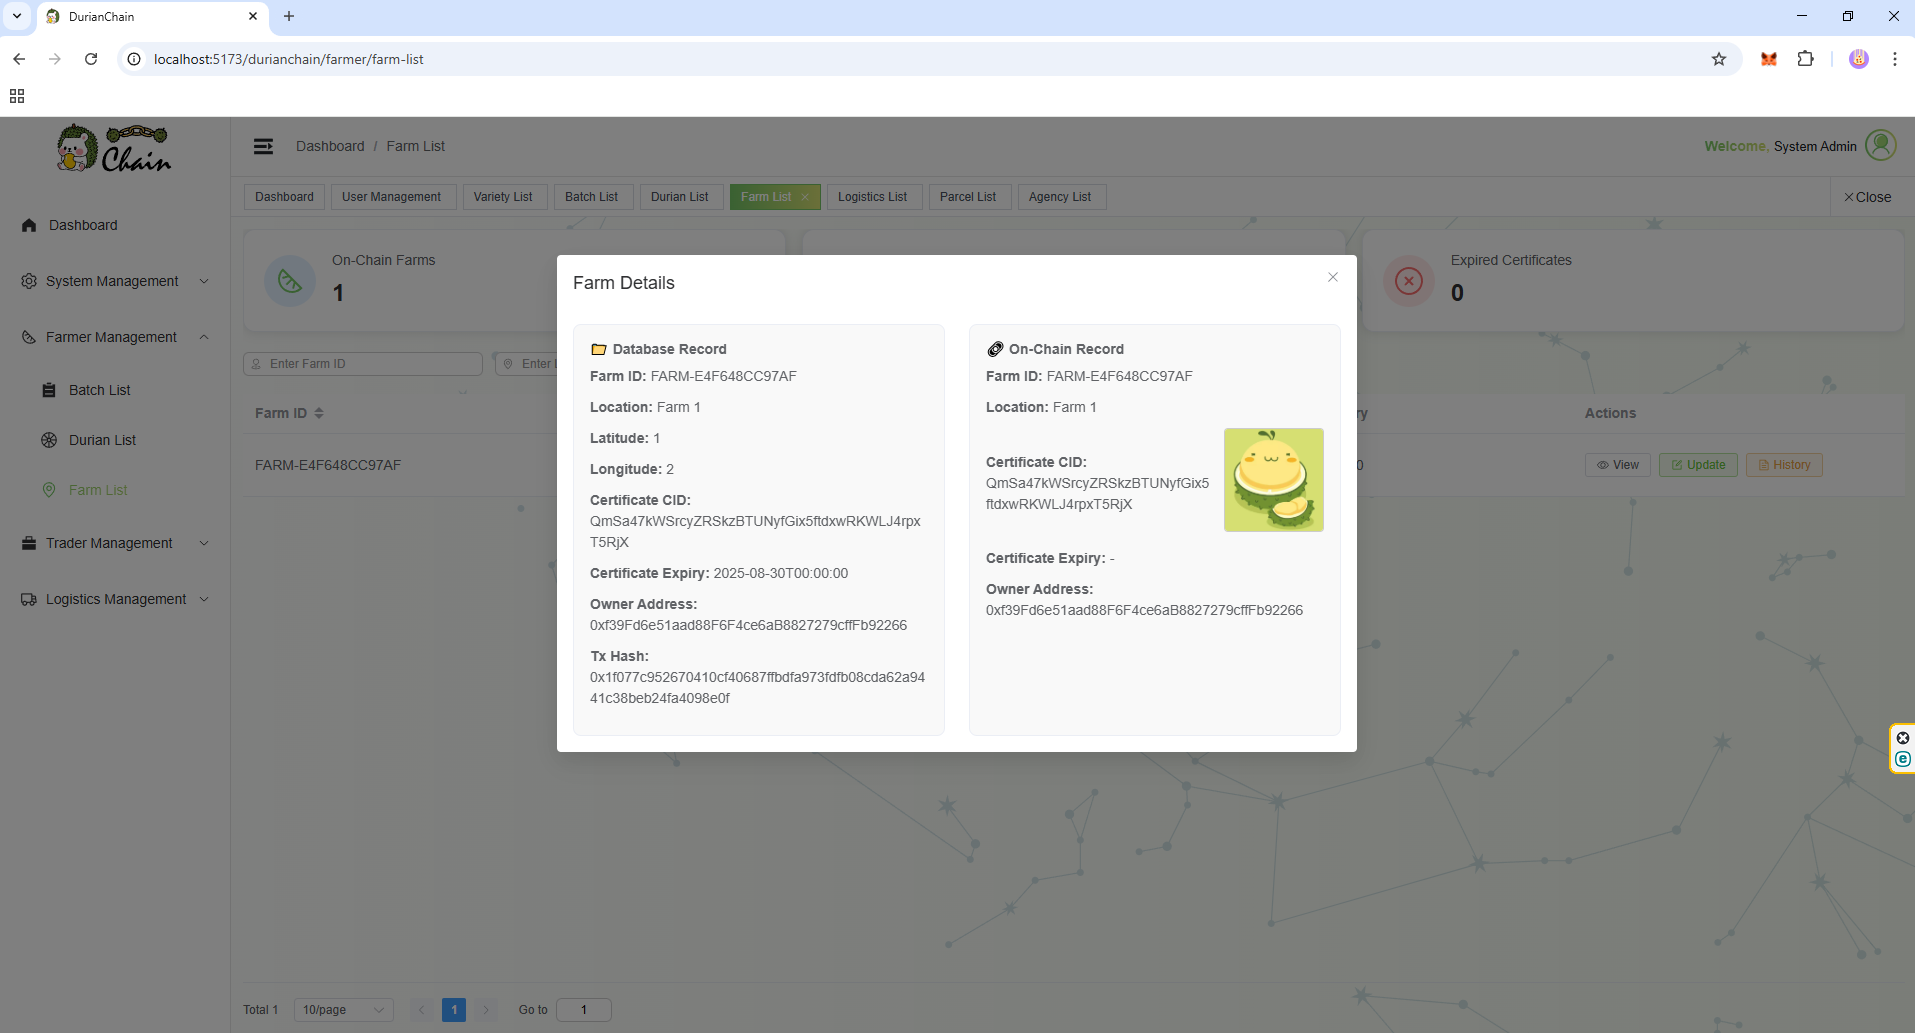 DurianChain
localhost:5173/durianchain/farmer/farm-list
Chain
Dashboard / Farm List
Welcome, System Admin
Dashboard
User Management
Variety List
Batch List
Durian List
Farm List
Logistics List
Parcel List
Agency List
Close
Dashboard
System Management
Farmer Management
Batch List
Durian List
Farm List
Trader Management
Logistics Management
On-Chain Farms
1
Expired Certificates
0
Enter Farm ID
Enter
Farm ID
Actions
FARM-E4F648CC97AF
View
Update
History
Farm Details
Database Record
Farm ID: FARM-E4F648CC97AF
Location: Farm 1
Latitude: 1
Longitude: 2
Certificate CID:
QmSa47kWSrcyZRSkzBTUNyfGix5ftdxwRKWLJ4rpx
T5RjX
Certificate Expiry: 2025-08-30T00:00:00
Owner Address:
0xf39Fd6e51aad88F6F4ce6aB8827279cffFb92266
Tx Hash:
0x1f077c952670410cf40687ffbdfa973fdfb08cda62a94
41c38beb24fa4098e0f
On-Chain Record
Farm ID: FARM-E4F648CC97AF
Location: Farm 1
Certificate CID:
QmSa47kWSrcyZRSkzBTUNyfGix5
ftdxwRKWLJ4rpxT5RjX
Certificate Expiry: -
Owner Address:
0xf39Fd6e51aad88F6F4ce6aB8827279cffFb92266
Total 1
10/page
1
Go to
1